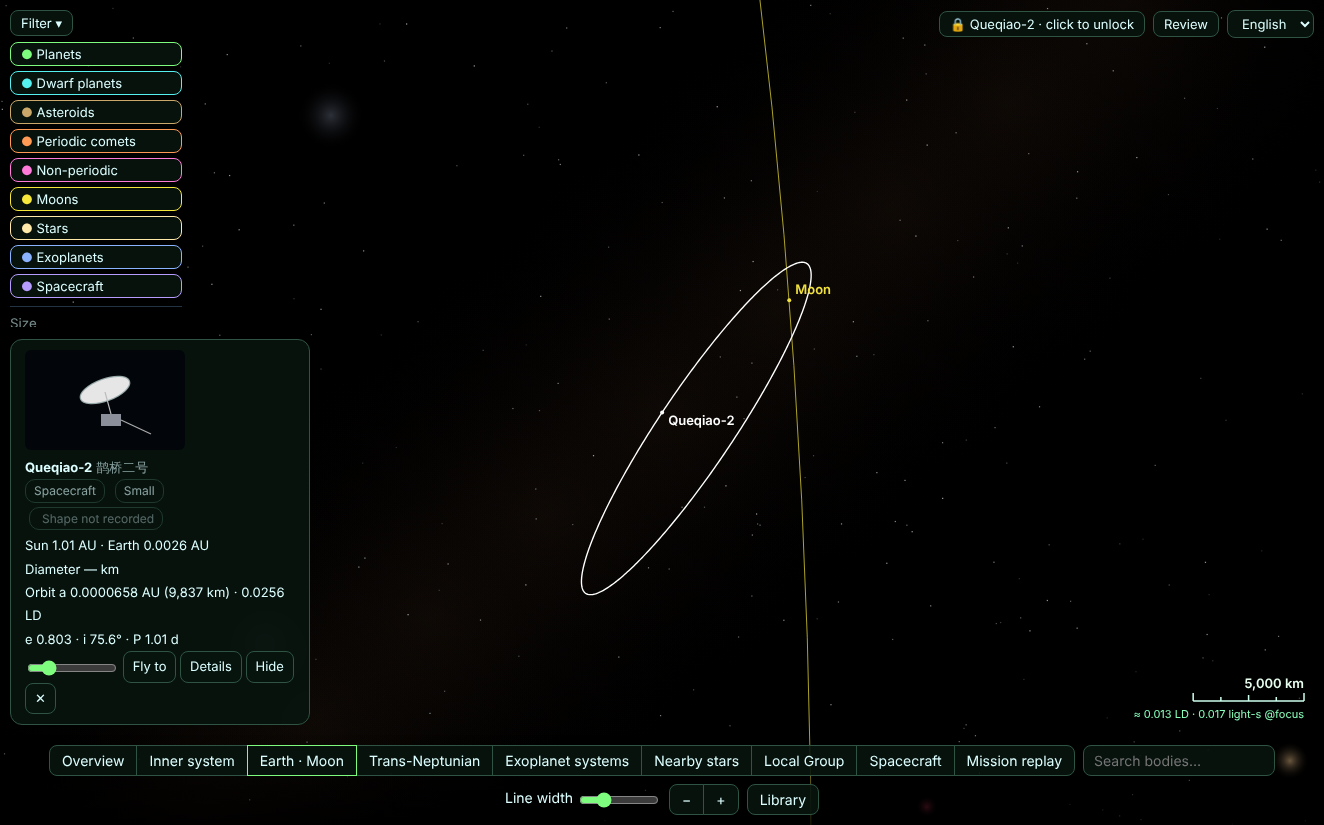 Filter ▾
🔒 Queqiao-2 · click to unlock
Review
English
Planets
Dwarf planets
Asteroids
Periodic comets
Non-periodic
Moons
Stars
Exoplanets
Spacecraft
Size
Moon
Queqiao-2
Queqiao-2 鹊桥二号
Spacecraft Small
Shape not recorded
Sun 1.01 AU · Earth 0.0026 AU
Diameter — km
Orbit a 0.0000658 AU (9,837 km) · 0.0256
LD
e 0.803 · i 75.6° · P 1.01 d
Fly to Details Hide
✕
5,000 km
≈ 0.013 LD · 0.017 light-s @focus
Overview Inner system Earth · Moon Trans-Neptunian Exoplanet systems Nearby stars Local Group Spacecraft Mission replay Search bodies...
Line width − + Library